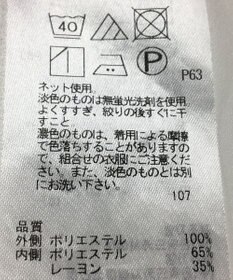 40
P
P63
ネット使用
淡色のものは無蛍光洗剤を使用
よくすすぎ、絞りの後すぐに干
すこと
濃色のものは、着用による摩擦
で色落ちすることがありますの
で、組合せの衣服にご注意くだ
さい。また、淡色のものとは別
にお洗い下さい。
107
品質
外側 ポリエステル 100%
内側 ポリエステル 65%
レーヨン 35%